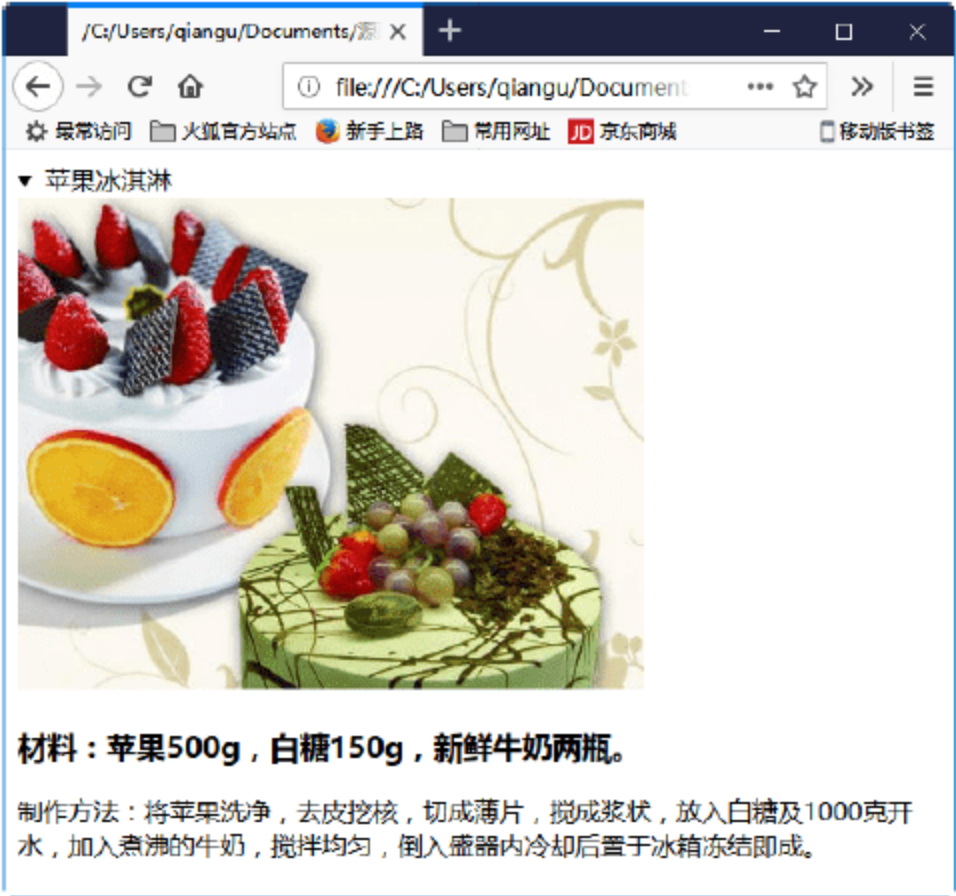 /C:/Users/qiangu/Documents/源
file:///C:/Users/qiangu/Document
最常访问 火狐官方站点 新手上路 常用网址 JD 京东商城 移动版书签
苹果冰淇淋
材料：苹果500g，白糖150g，新鲜牛奶两瓶。
制作方法：将苹果洗净，去皮挖核，切成薄片，搅成浆状，放入白糖及1000克开
水，加入煮沸的牛奶，搅拌均匀，倒入盛器内冷却后置于冰箱冻结即成。